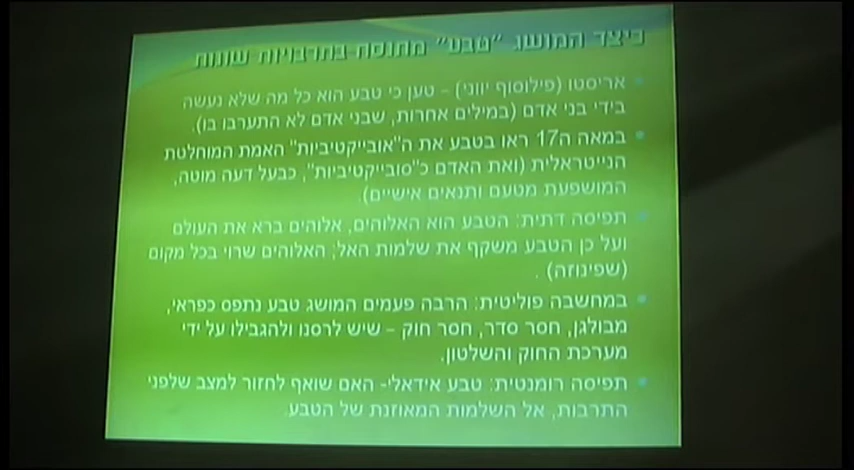 כיצד המושג "טבע" מתנסח בתרבויות שונות
• אריסטו (פילוסוף יווני) - טען כי טבע הוא כל מה שלא נעשה
בידי בני אדם (במילים אחרות, שבני אדם לא התערבו בו).
• במאה ה17 ראו בטבע את ה"אובייקטיביות" האמת המוחלטת
הנייטראלית (ואת האדם כ"סובייקטיביות", כבעל דעה מוטה,
המושפעת מטעם ותנאים אישיים).
• תפיסה דתית: הטבע הוא האלוהים, אלוהים ברא את העולם
ועל כן הטבע משקף את שלמות האל; האלוהים שרוי בכל מקום
(שפינוזה) .
• במחשבה פוליטית: הרבה פעמים המושג טבע נתפס כפראי,
מבולגן, חסר סדר, חסר חוק – שיש לרסנו ולהגבילו על ידי
מערכת החוק והשלטון.
• תפיסה רומנטית: טבע אידאלי- האם שואף לחזור למצב שלפני
התרבות, אל השלמות המאוזנת של הטבע.